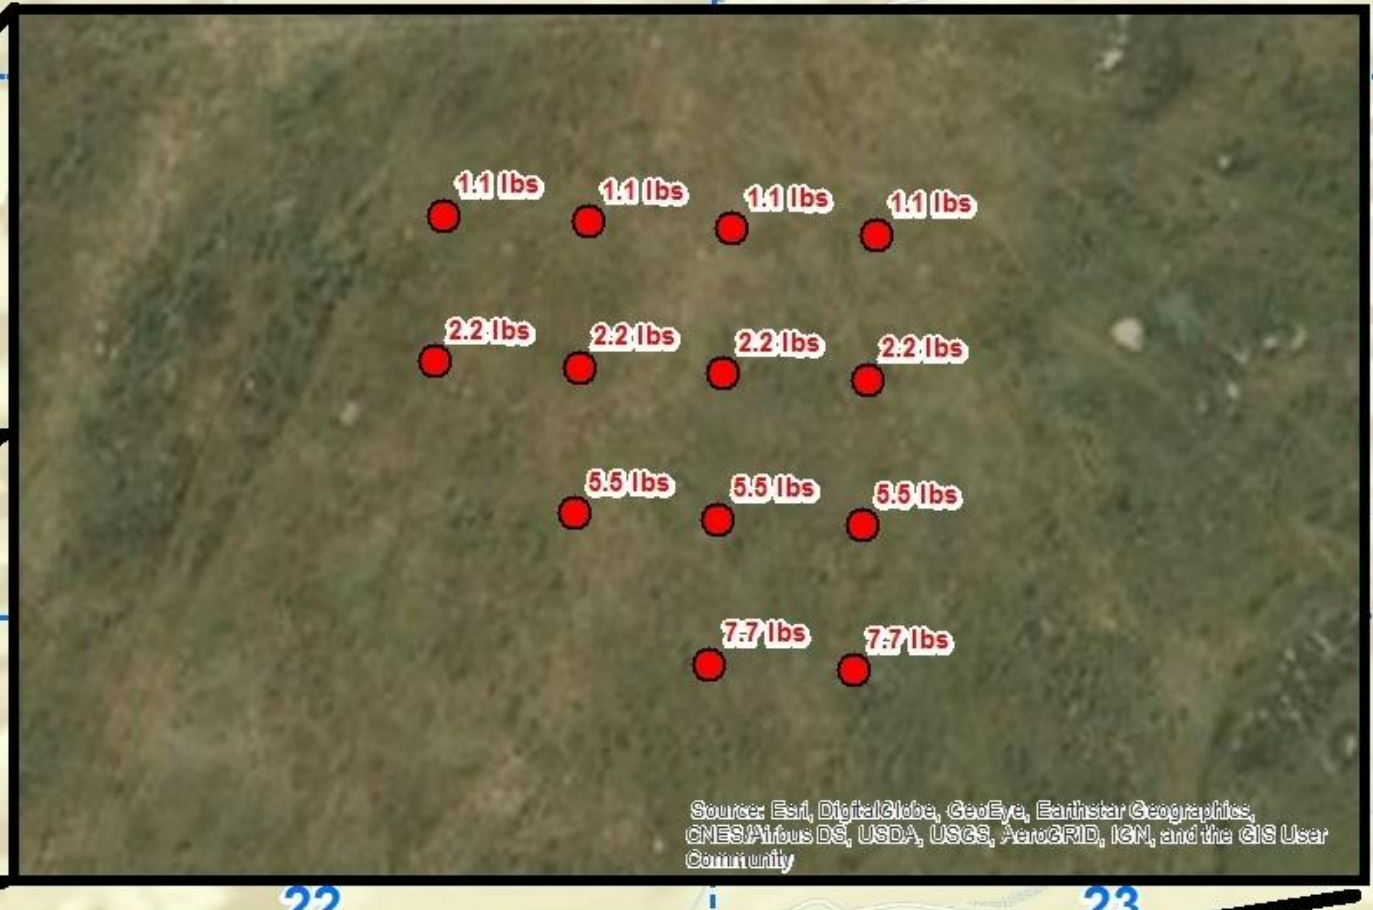 1.1 lbs
1.1 lbs
1.1 lbs
1.1 lbs
2.2 lbs
2.2 lbs
2.2 lbs
2.2 lbs
5.5 lbs
5.5 lbs
5.5 lbs
7.7 lbs
7.7 lbs
Source: Esri, DigitalGlobe, GeoEye, Earthstar Geographics,
CNES/Airbus DS, USDA, USGS, AeroGRID, IGN, and the GIS User
Community
22
23